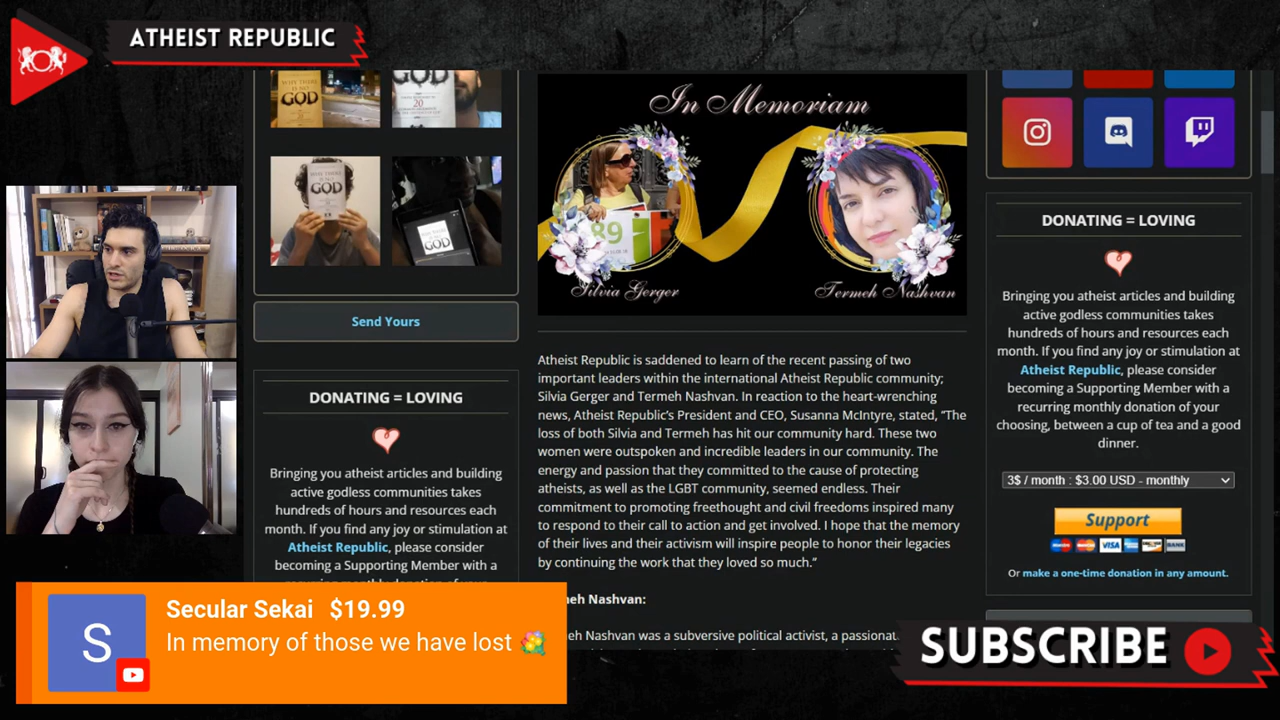 ATHEIST REPUBLIC
GOD
GOD
20
WHY THERE IS NO
GOD
GOD
Send Yours
DONATING = LOVING
Bringing you atheist articles and building
active godless communities takes
hundreds of hours and resources each
month. If you find any joy or stimulation at
Atheist Republic, please consider
becoming a Supporting Member with a
In Memoriam
89
Silvia Gerger
Termeh Nashvan
Atheist Republic is saddened to learn of the recent passing of two
important leaders within the international Atheist Republic community;
Silvia Gerger and Termeh Nashvan. In reaction to the heart-wrenching
news, Atheist Republic’s President and CEO, Susanna McIntyre, stated, “The
loss of both Silvia and Termeh has hit our community hard. These two
women were outspoken and incredible leaders in our community. The
energy and passion that they committed to the cause of protecting
atheists, as well as the LGBT community, seemed endless. Their
commitment to promoting freethought and civil freedoms inspired many
to respond to their call to action and get involved. I hope that the memory
of their lives and their activism will inspire people to honor their legacies
by continuing the work that they loved so much.”
Nashvan:
Nashvan was a subversive political activist, a
DONATING = LOVING
Bringing you atheist articles and building
active godless communities takes
hundreds of hours and resources each
month. If you find any joy or stimulation at
Atheist Republic, please consider
becoming a Supporting Member with a
recurring monthly donation of your
choosing, between a cup of tea and a good
dinner.
3$ / month : $3.00 USD - monthly
Support
VISA
BANK
Or make a one-time donation in any amount.
S
Secular Sekai $19.99
In memory of those we have lost 💐
SUBSCRIBE